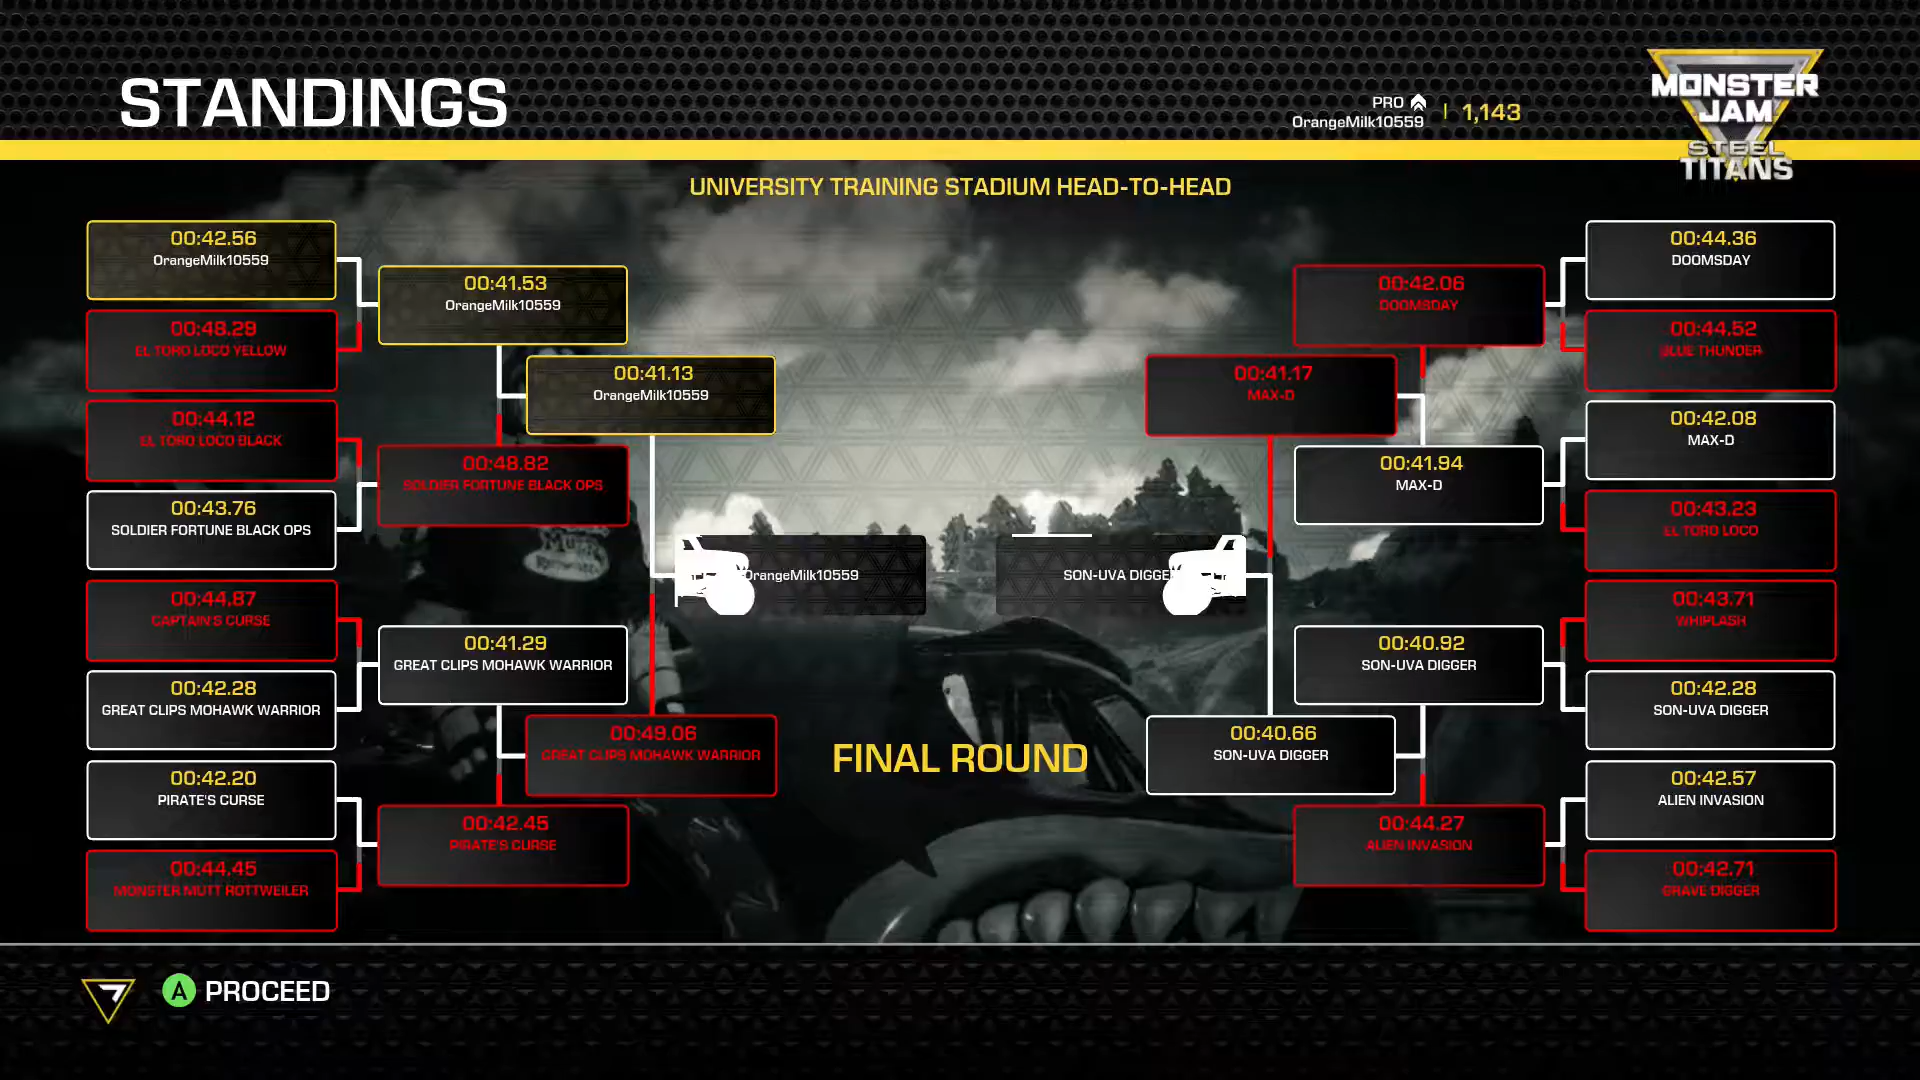 STANDINGS
PRO
OrangeMilk10559
1,143
MONSTER
JAM
STEEL
TITANS
UNIVERSITY TRAINING STADIUM HEAD-TO-HEAD
00:42.56
OrangeMilk10559
00:48.29
EL TORO LOCO YELLOW
00:44.12
EL TORO LOCO BLACK
00:43.76
SOLDIER FORTUNE BLACK OPS
00:44.87
CAPTAIN'S CURSE
00:42.28
GREAT CLIPS MOHAWK WARRIOR
00:42.20
PIRATE'S CURSE
00:44.45
MONSTER MUTT ROTTWEILER
00:41.53
OrangeMilk10559
00:48.82
SOLDIER FORTUNE BLACK OPS
00:41.29
GREAT CLIPS MOHAWK WARRIOR
00:42.45
PIRATE'S CURSE
00:41.13
OrangeMilk10559
00:49.06
GREAT CLIPS MOHAWK WARRIOR
OrangeMilk10559
SON-UVA DIGGE
FINAL ROUND
00:41.17
MAX-D
00:40.66
SON-UVA DIGGER
00:42.06
DOOMSDAY
00:41.94
MAX-D
00:40.92
SON-UVA DIGGER
00:44.27
ALIEN INVASION
00:44.36
DOOMSDAY
00:44.52
BLUE THUNDER
00:42.08
MAX-D
00:43.23
EL TORO LOCO
00:43.71
WHIPLASH
00:42.28
SON-UVA DIGGER
00:42.57
ALIEN INVASION
00:42.71
GRAVE DIGGER
A PROCEED